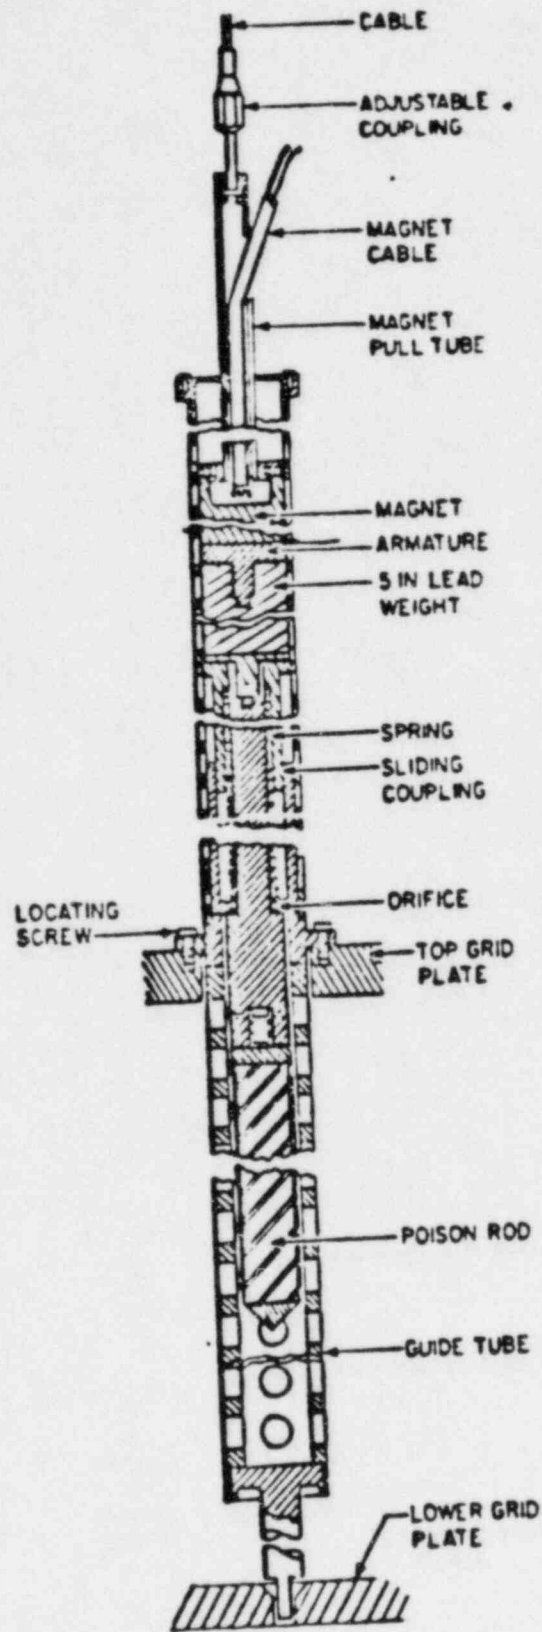 CABLE
ADJUSTABLE
COUPLING
MAGNET
CABLE
MAGNET
PULL TUBE
MAGNET
ARMATURE
5 IN LEAD
WEIGHT
SPRING
SLIDING
COUPLING
ORIFICE
LOCATING
SCREW
TOP GRID
PLATE
POISON ROD
GUIDE TUBE
LOWER GRID
PLATE